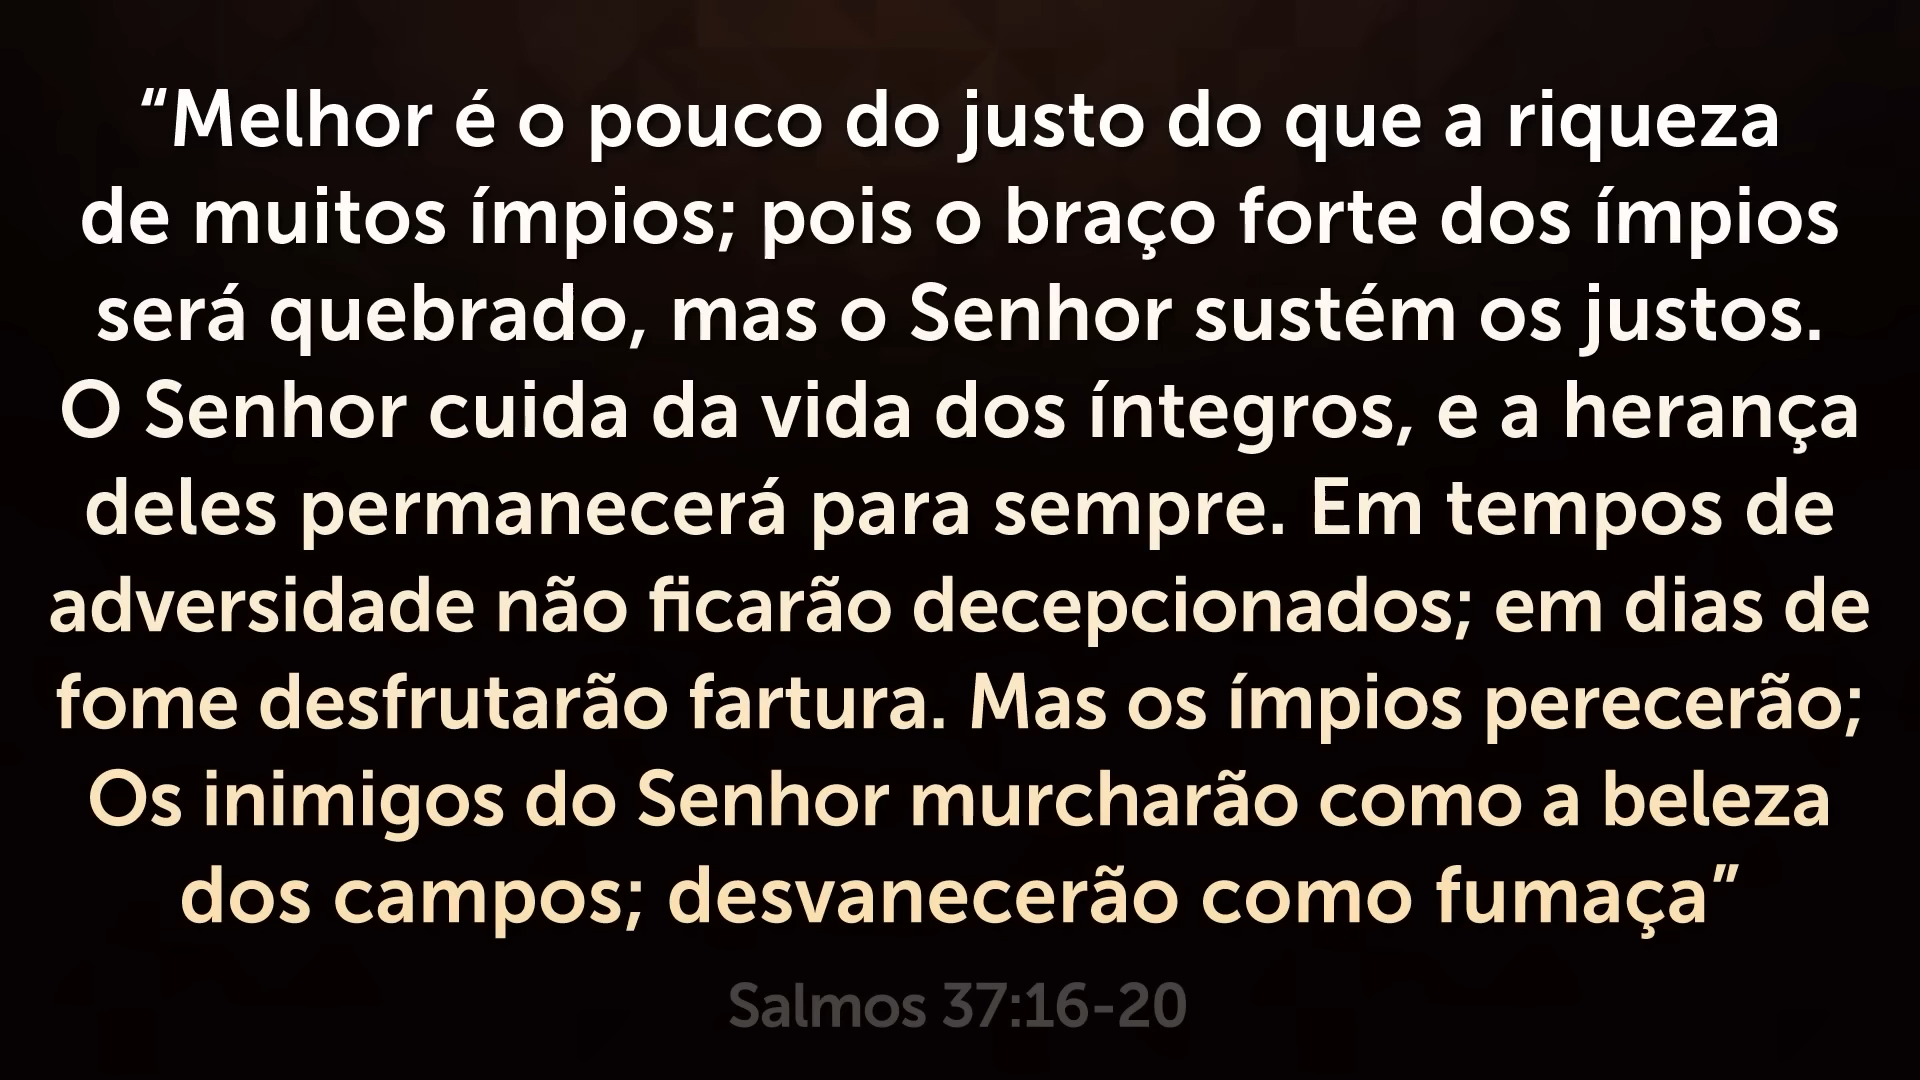 “Melhor é o pouco do justo do que a riqueza
de muitos ímpios; pois o braço forte dos ímpios
será quebrado, mas o Senhor sustém os justos.
O Senhor cuida da vida dos íntegros, e a herança
deles permanecerá para sempre. Em tempos de
adversidade não ficarão decepcionados; em dias de
fome desfrutarão fartura. Mas os ímpios perecerão;
Os inimigos do Senhor murcharão como a beleza
dos campos; desvanecerão como fumaça”
Salmos 37:16-20